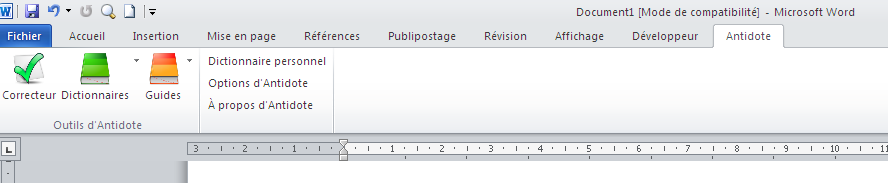 Document1 [Mode de compatibilité] - Microsoft Word
Fichier Accueil Insertion Mise en page Références Publipostage Révision Affichage Développeur Antidote
Correcteur Dictionnaires Guides
Dictionnaire personnel
Options d'Antidote
À propos d'Antidote
Outils d'Antidote
3 2 1 1 2 3 4 5 6 7 8 9 10 11